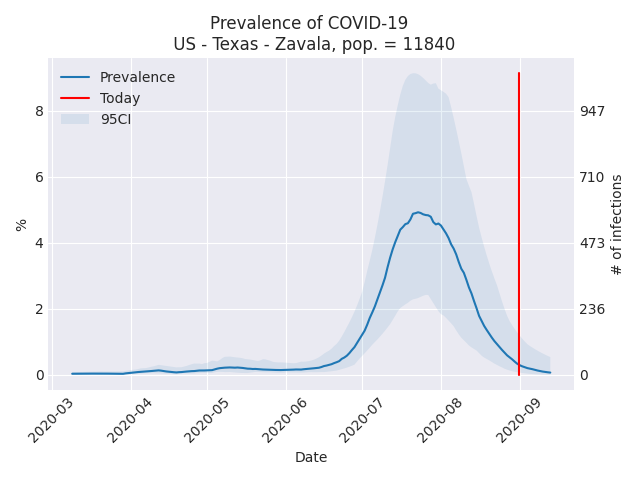 Prevalence of COVID-19
US - Texas - Zavala, pop. = 11840
Prevalence
Today
95CI
8
6
4
2
0
%
947
710
473
236
0
# of infections
2020-03
2020-04
2020-05
2020-06
2020-07
2020-08
2020-09
Date